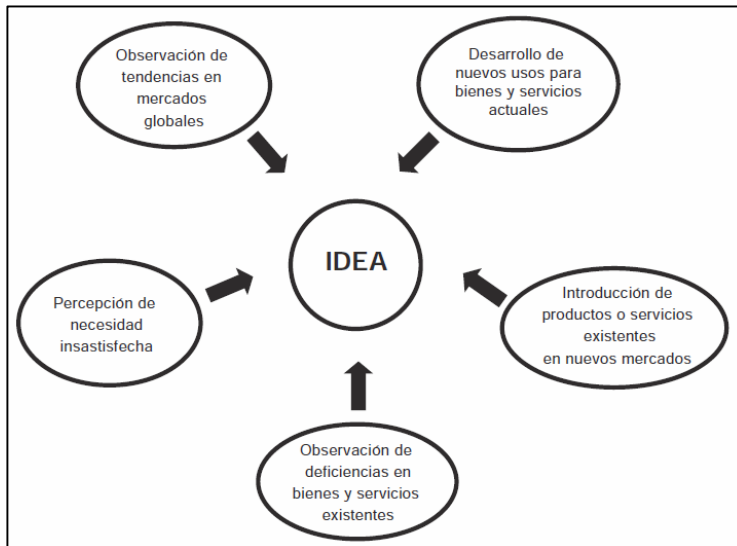 Observación de
tendencias en
mercados
globales
Desarrollo de
nuevos usos para
bienes y servicios
actuales
IDEA
Percepción de
necesidad
insastisfecha
Introducción de
productos o servicios
existentes
en nuevos mercados
Observación de
deficiencias en
bienes y servicios
existentes